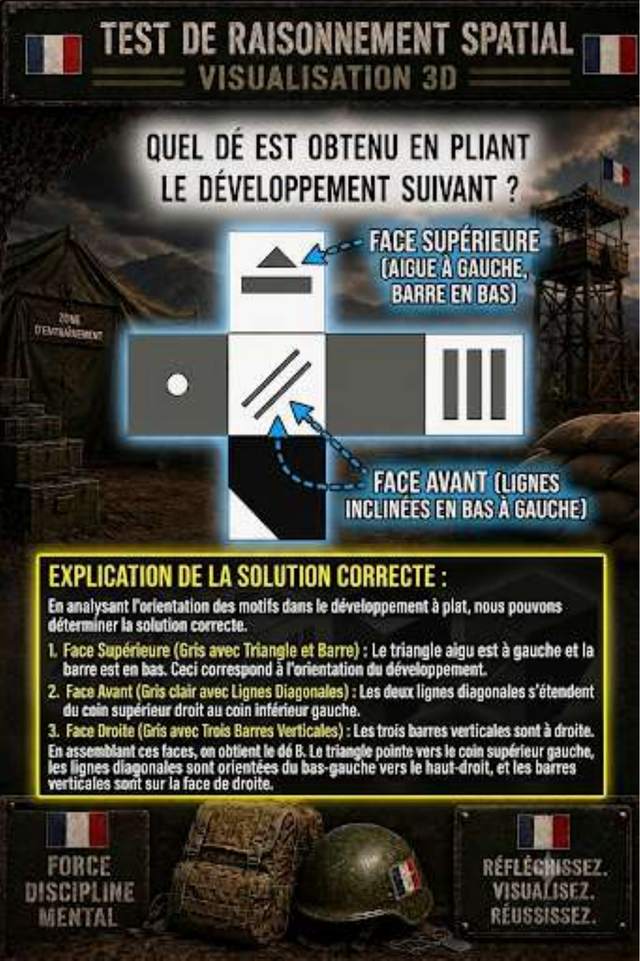 TEST DE RAISONNEMENT SPATIAL
VISUALISATION 3D
QUEL DÉ EST OBTENU EN PLIANT
LE DÉVELOPPEMENT SUIVANT ?
FACE SUPÉRIEURE
(AIGUE À GAUCHE,
BARRE EN BAS)
ZONE
D'ENTRAÎNEMENT
FACE AVANT (LIGNES
INCLINÉES EN BAS À GAUCHE)
EXPLICATION DE LA SOLUTION CORRECTE :
En analysant l'orientation des motifs dans le développement à plat, nous pouvons
déterminer la solution correcte.
1. Face Supérieure (Gris avec Triangle et Barre) : Le triangle aigu est à gauche et la
barre est en bas. Ceci correspond à l'orientation du développement.
2. Face Avant (Gris clair avec Lignes Diagonales) : Les deux lignes diagonales s'étendent
du coin supérieur droit au coin inférieur gauche.
3. Face Droite (Gris avec Trois Barres Verticales) : Les trois barres verticales sont à droite.
En assemblant ces faces, on obtient le dé B. Le triangle pointe vers le coin supérieur gauche,
les lignes diagonales sont orientées du bas-gauche vers le haut-droit, et les barres
verticales sont sur la face de droite.
FORCE
DISCIPLINE
MENTAL
RÉFLÉCHISSEZ.
VISUALISEZ.
RÉUSSISSEZ.